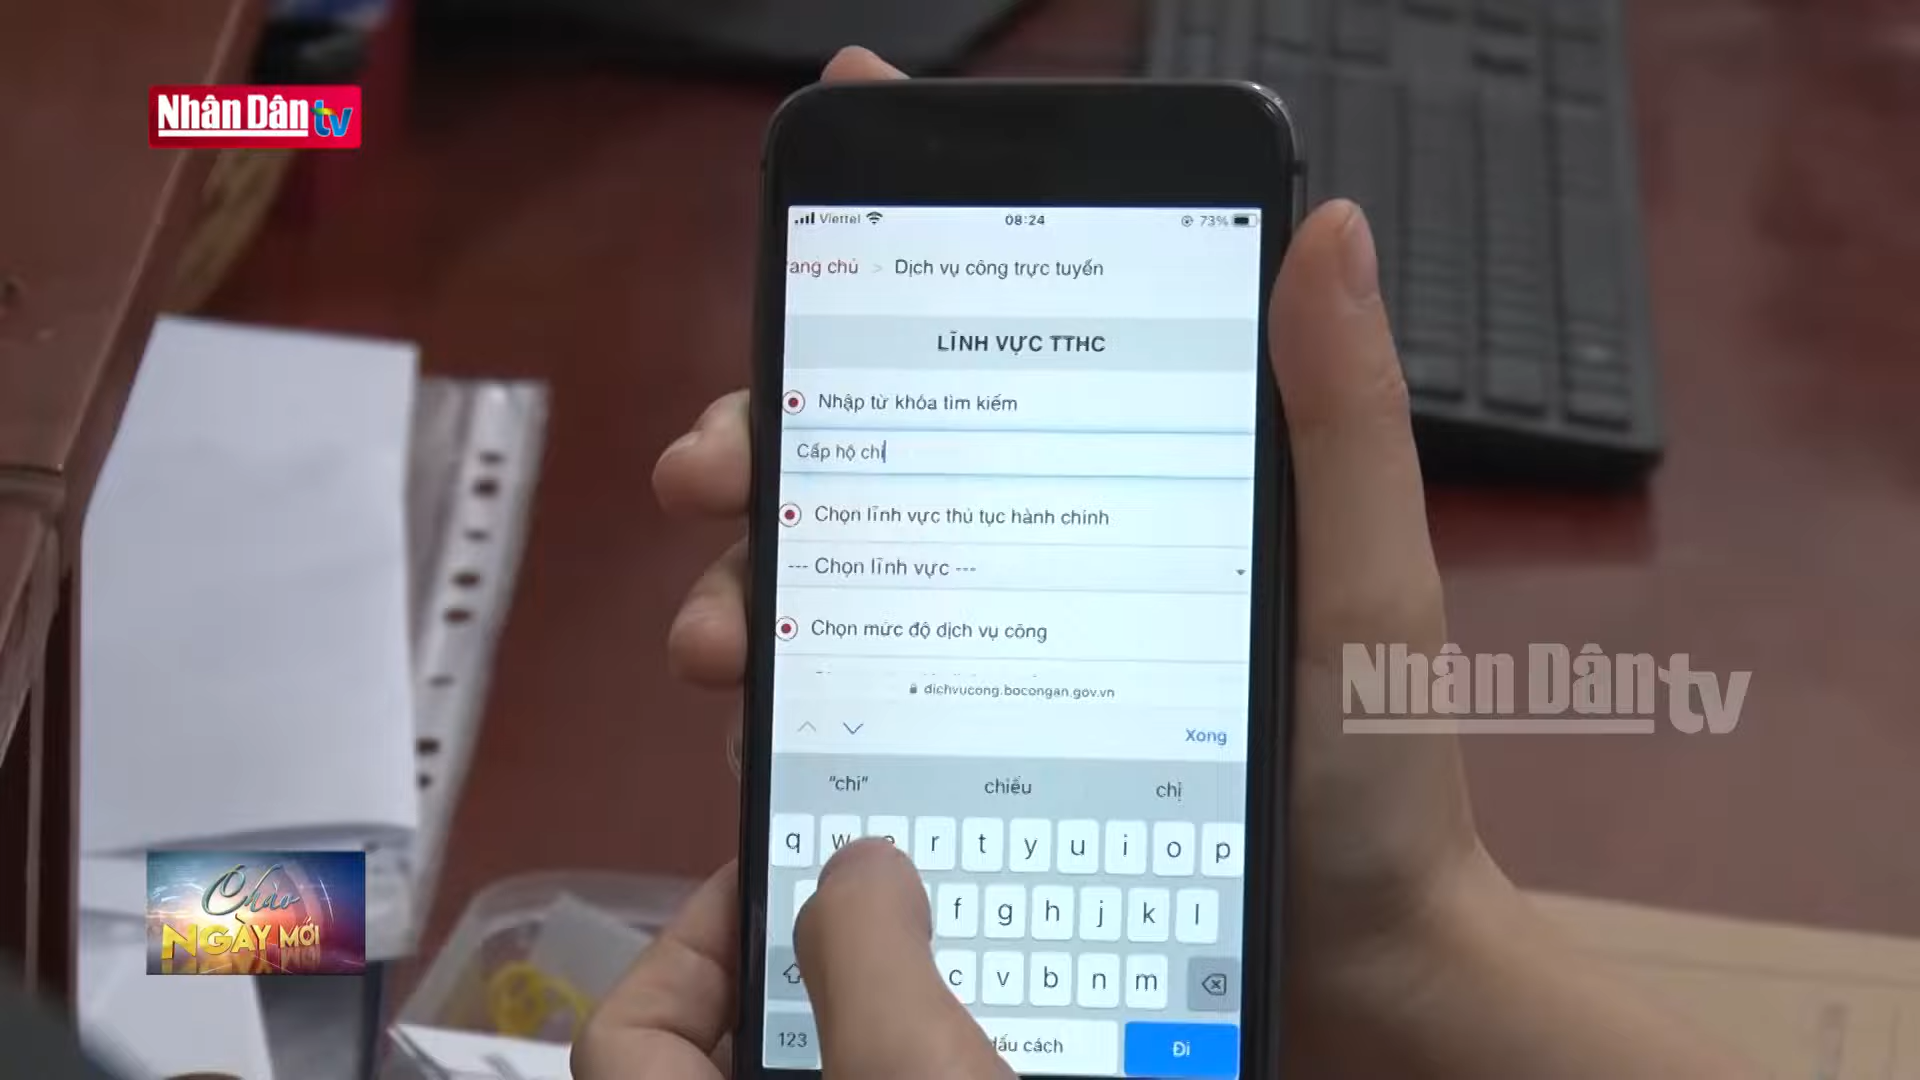 Nhân Dân tv
Viettel
08:24
73%
ang chủ > Dịch vụ công trực tuyến
LĨNH VỰC TTHC
Nhập từ khóa tìm kiếm
Cấp hộ chi
Chọn lĩnh vực thủ tục hành chính
--- Chọn lĩnh vực ---
Chọn mức độ dịch vụ công
dichvucong.bocongan.gov.vn
Xong
"chi" chiếu chị
q w e r t y u i o p
f g h j k l
c v b n m
123 dấu cách Đi
Nhân Dân tv
Chào
NGÀY MỚI